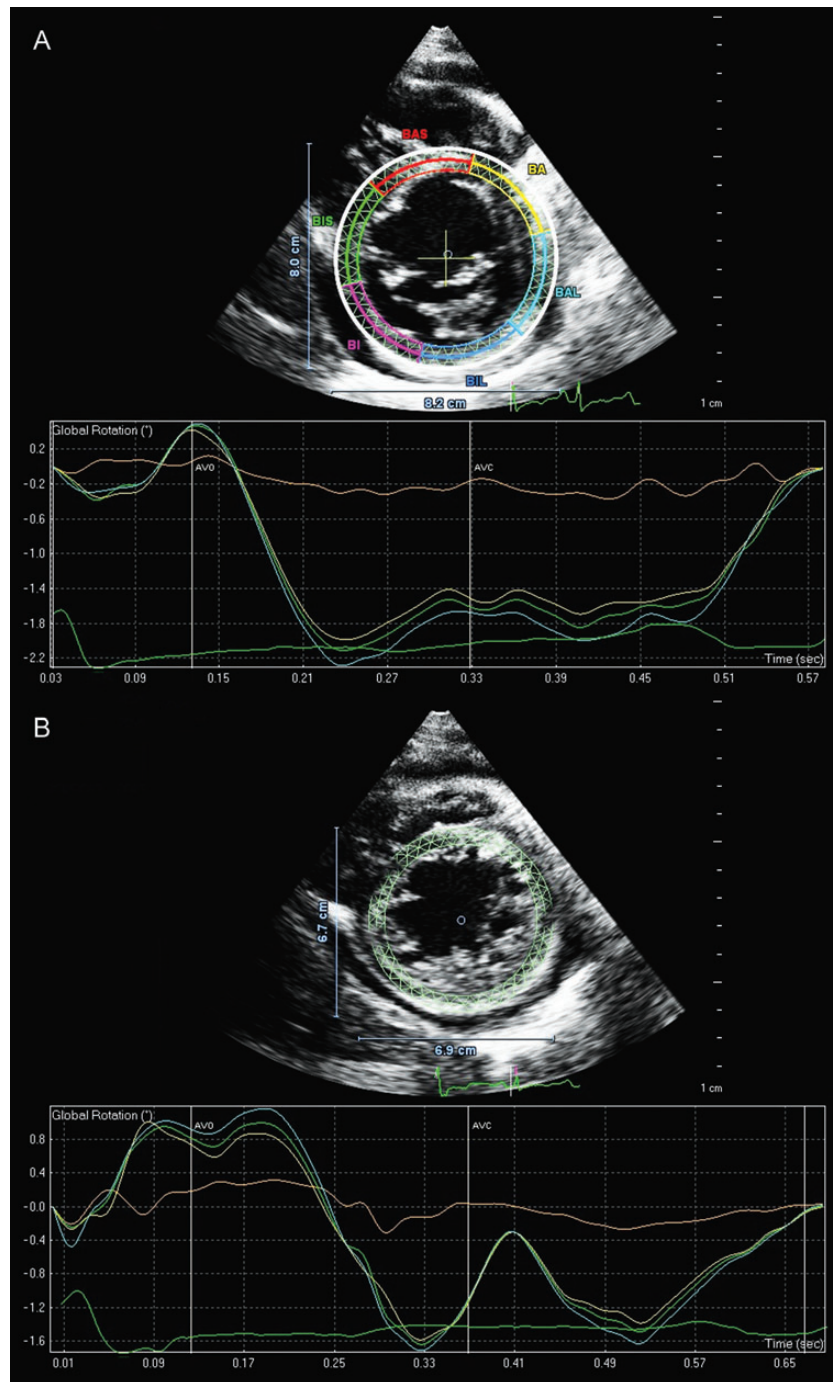 A
BAS
BA
BIS
8.0 cm
BAL
BI
BIL
8.2 cm
1 cm
Global Rotation (°)
AVO
AVC
0.2
-0.2
-0.6
-1.0
-1.4
-1.8
-2.2
Time (sec)
0.03 0.09 0.15 0.21 0.27 0.33 0.39 0.45 0.51 0.57
B
6.7 cm
6.9 cm
1 cm
Global Rotation (°)
AVO
AVC
0.8
0.4
-0.0
-0.4
-0.8
-1.2
-1.6
Time (sec)
0.01 0.09 0.17 0.25 0.33 0.41 0.49 0.57 0.65